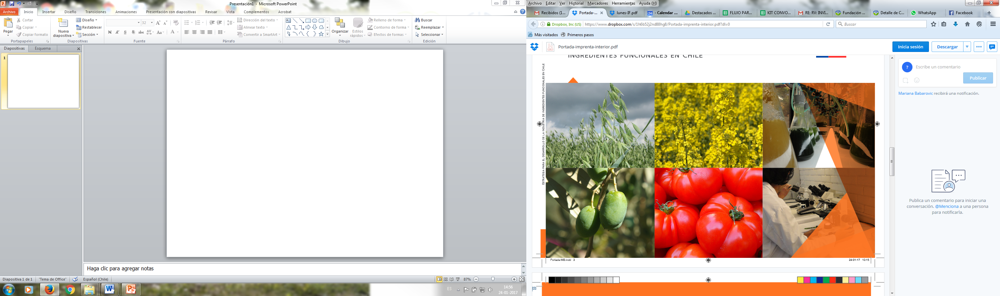 Presentación1 - Microsoft PowerPoint
Archivo Inicio Insertar Diseño Transiciones Animaciones Presentación con diapositivas Revisar Vista Complementos Acrobat
Pegar
Cortar
Copiar
Copiar formato
Portapapeles
Nueva diapositiva
Diseño
Restablecer
Sección
Diapositivas
32
N K S S abc AV Aa A
Fuente
Párrafo
Dirección del texto
Alinear texto
Convertir a SmartArt
Organizar
Estilos rápidos
Relleno de forma
Contorno de forma
Efectos de formas
Dibujo
Buscar
Reemplazar
Seleccionar
Edición
Diapositivas Esquema
1
Haga clic para agregar notas
Diapositiva 1 de 1 "Tema de Office" Español (Chile) 87%
ES 14:56
24-01-2017
Archivo Editar Ver Historial Marcadores Herramientas Ayuda (H)
Recibidos (1... Portada-... lunes-IF.pdf 24 - Calendar ... Destacados ... FLUJO PAR... KIT CONVO... RE: RV: INVI... Fundación ... Detalle de C... WhatsApp Facebook
Dropbox, Inc (US) https://www.dropbox.com/s/1h6b52j2nd88hg8/Portada-imprenta-interior.pdf?dl=0 Buscar
Más visitados Primeros pasos
Portada-imprenta-interior.pdf Inicia sesión Descargar
INGREDIENTES FUNCIONALES EN CHILE
ESTRATEGIA PARA EL DESARROLLO DE LA INDUSTRIA DE INGREDIENTES FUNCIONALES EN CHILE
Portada-MB.indd 3 24-01-17 13:15
? Escribe un comentario
Publicar
Mariana Babarovic recibirá una notificación.
Publica un comentario para iniciar una
conversación. @Menciona a una persona
para notificarla.